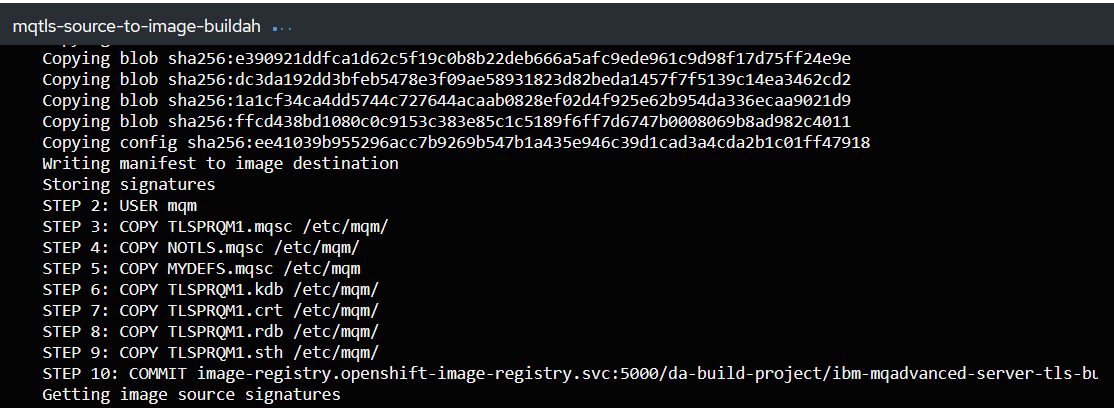 mqtls-source-to-image-buildah
Copying blob sha256:e390921ddfca1d62c5f19c0b8b22deb666a5afc9ede961c9d98f17d75ff24e9e
Copying blob sha256:dc3da192dd3bfeb5478e3f09ae58931823d82beda1457f7f5139c14ea3462cd2
Copying blob sha256:1a1cf34ca4dd5744c727644acaab0828ef02d4f925e62b954da336ecaa9021d9
Copying blob sha256:ffcd438bd1080c0c9153c383e85c1c5189f6ff7d6747b0008069b8ad982c4011
Copying config sha256:ee41039b955296acc7b9269b547b1a435e946c39d1cad3a4cda2b1c01ff47918
Writing manifest to image destination
Storing signatures
STEP 2: USER mqm
STEP 3: COPY TLSPRQM1.mqsc /etc/mqm/
STEP 4: COPY NOTLS.mqsc /etc/mqm/
STEP 5: COPY MYDEFS.mqsc /etc/mqm
STEP 6: COPY TLSPRQM1.kdb /etc/mqm/
STEP 7: COPY TLSPRQM1.crt /etc/mqm/
STEP 8: COPY TLSPRQM1.rdb /etc/mqm/
STEP 9: COPY TLSPRQM1.sth /etc/mqm/
STEP 10: COMMIT image-registry.openshift-image-registry.svc:5000/da-build-project/ibm-mqadvanced-server-tls-bu
Getting image source signatures